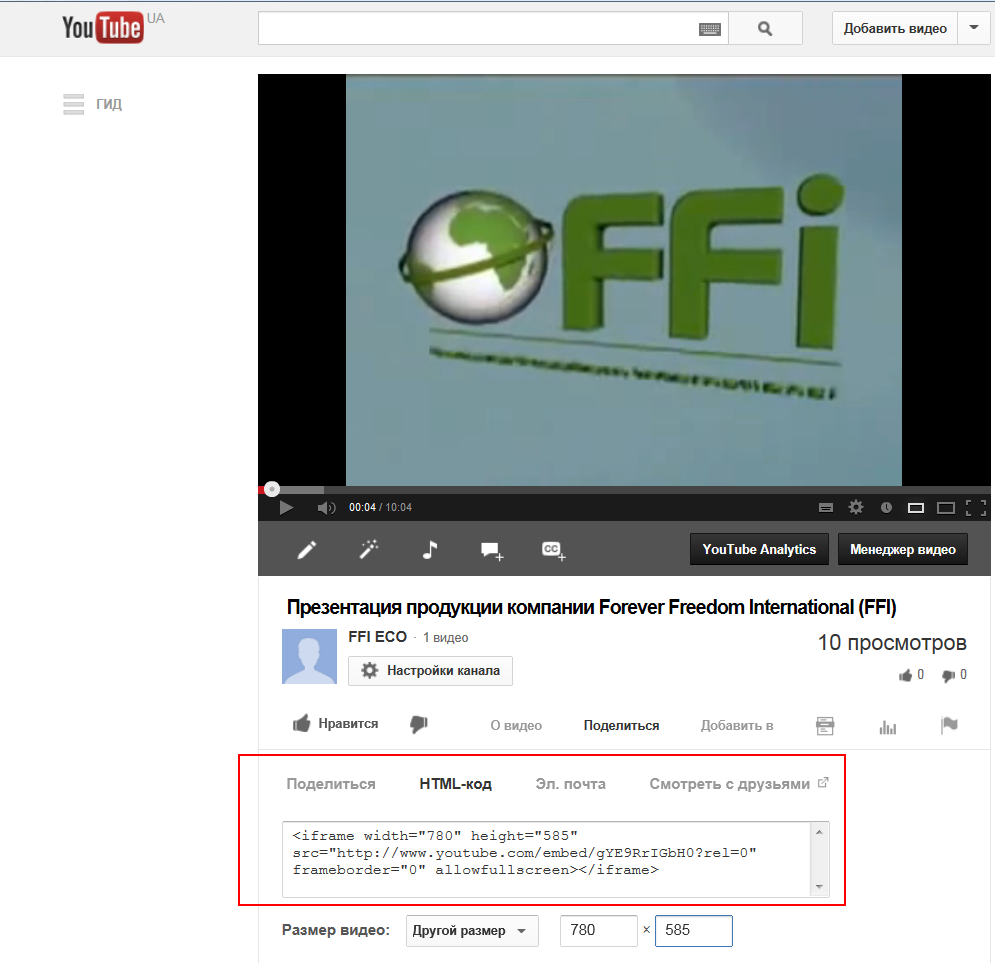 YouTube UA
Добавить видео
ГИД
FFi
00:04 / 10:04
CC
YouTube Analytics
Менеджер видео
Презентация продукции компании Forever Freedom International (FFI)
FFI ECO · 1 видео
10 просмотров
Настройки канала
0 0
Нравится О видео Поделиться Добавить в
Поделиться HTML-код Эл. почта Смотреть с друзьями
<iframe width="780" height="585"
src="http://www.youtube.com/embed/gYE9RrIGbH0?rel=0"
frameborder="0" allowfullscreen></iframe>
Размер видео: Другой размер 780 × 585